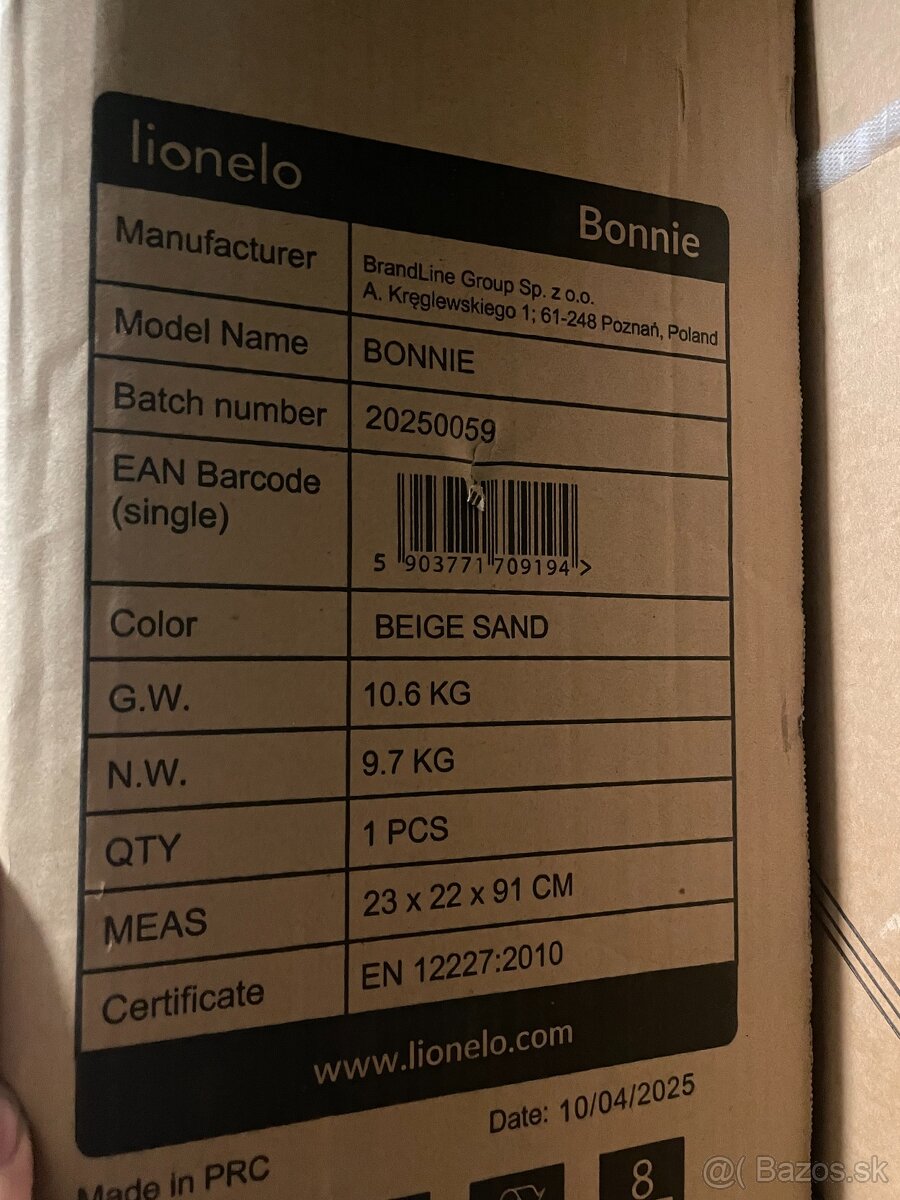 lionelo
Bonnie
Manufacturer
BrandLine Group Sp. z o.o.
A. Kręglewskiego 1; 61-248 Poznań, Poland
Model Name
BONNIE
Batch number
20250059
EAN Barcode
(single)
5 903771 709194 >
Color
BEIGE SAND
G.W.
10.6 KG
N.W.
9.7 KG
QTY
1 PCS
MEAS
23 x 22 x 91 CM
Certificate
EN 12227:2010
www.lionelo.com
Date: 10/04/2025
Made in PRC
8
@( Bazos.sk